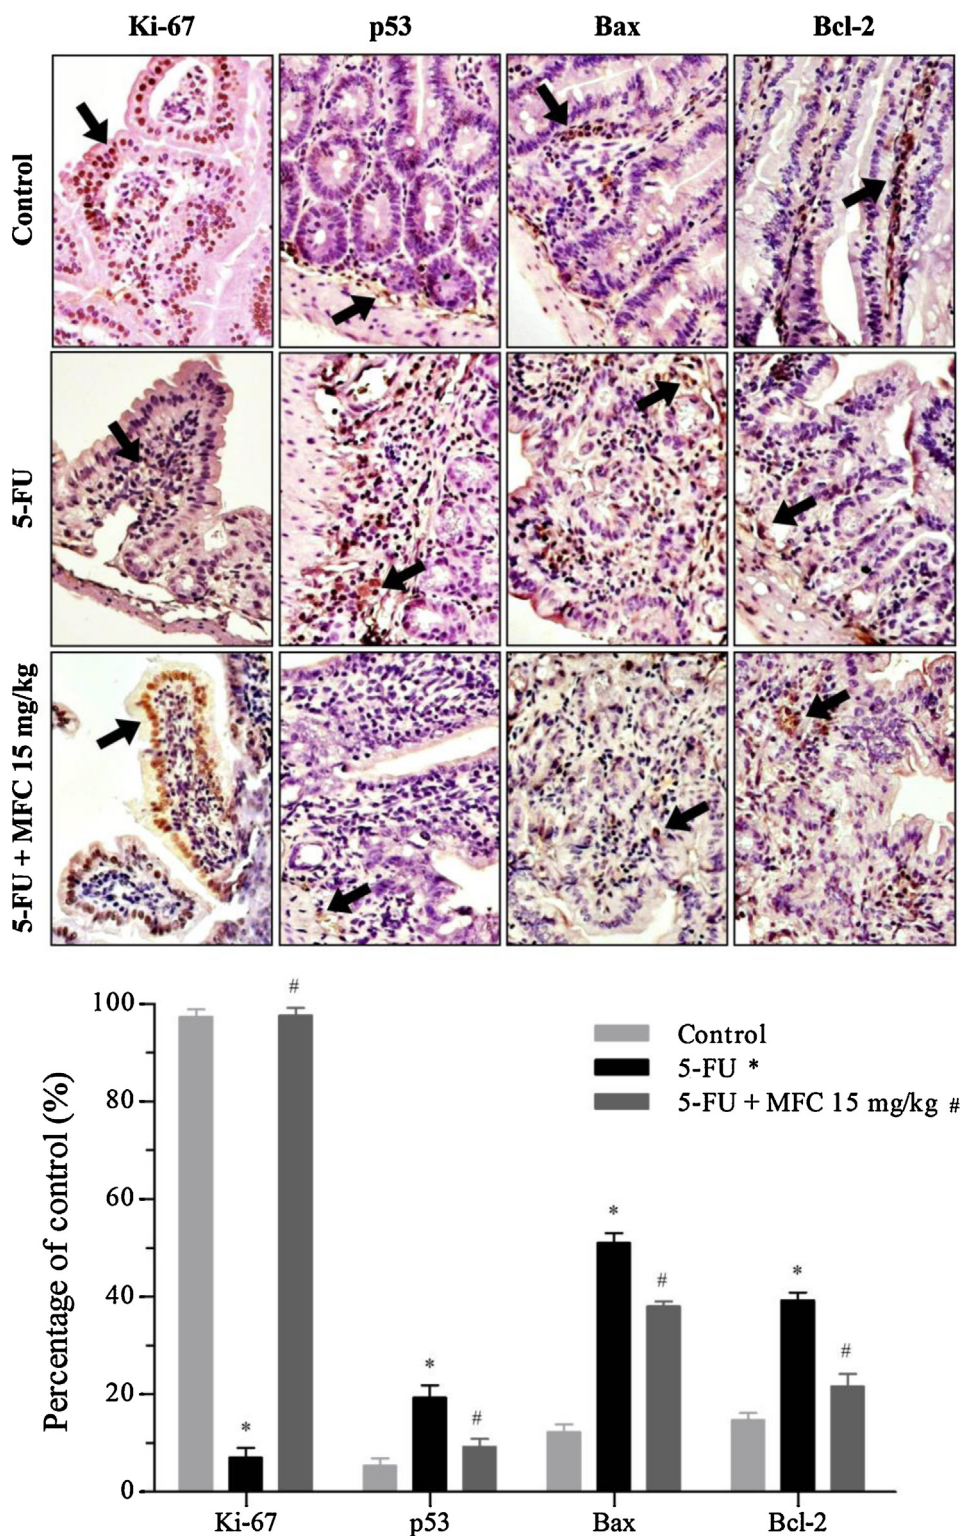 Ki-67 p53 Bax Bcl-2
Control
5-FU
5-FU + MFC 15 mg/kg
Percentage of control (%)
100
80
60
40
20
0
#
*
*
#
*
#
*
#
Control
5-FU *
5-FU + MFC 15 mg/kg #
Ki-67 p53 Bax Bcl-2